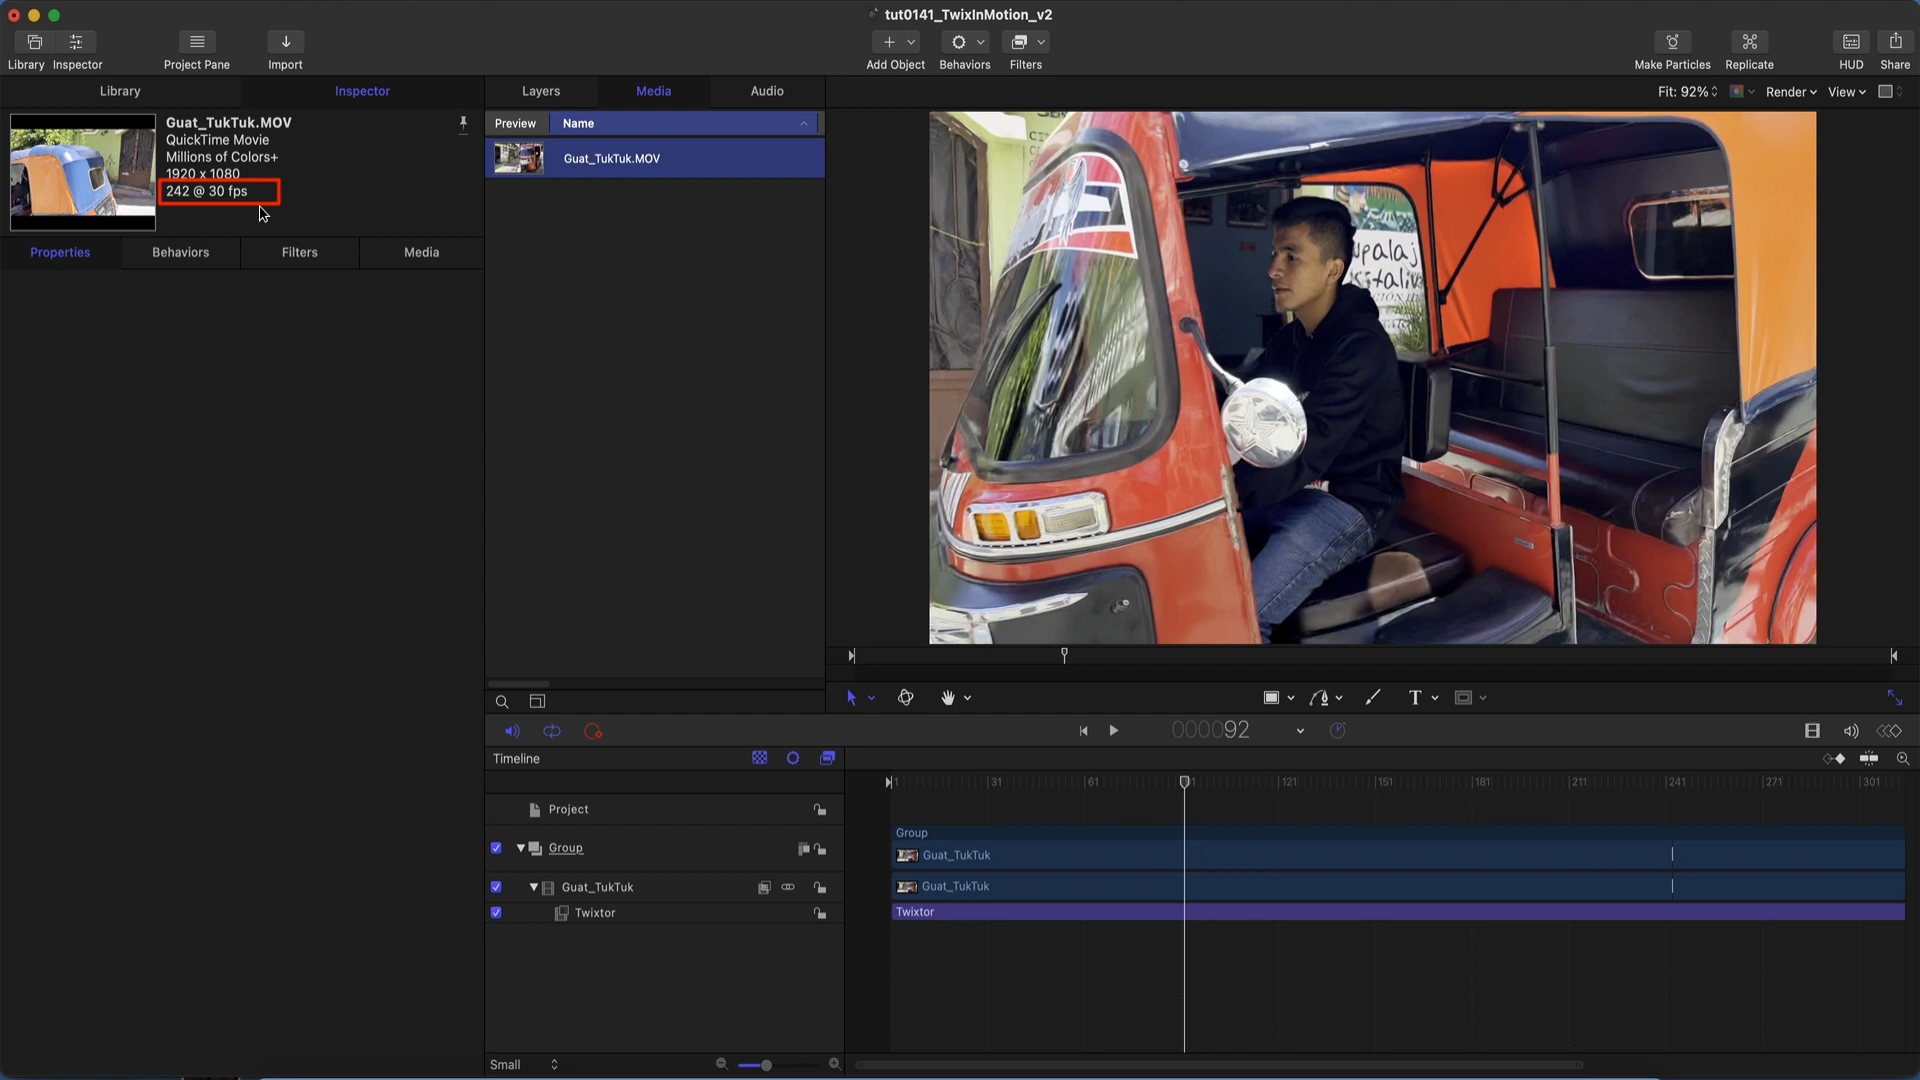 tut0141_TwixInMotion_v2
Library Inspector Project Pane Import Add Object Behaviors Filters Make Particles Replicate HUD Share
Library Inspector Layers Media Audio Fit: 92% Render View
Guat_TukTuk.MOV
QuickTime Movie
Millions of Colors+
1920 x 1080
242 @ 30 fps
Properties Behaviors Filters Media
Preview Name
Guat_TukTuk.MOV
000092
Timeline
1 31 61 121 151 181 211 241 271 301
Project
Group
Guat_TukTuk
Twixtor
Group
Guat_TukTuk
Guat_TukTuk
Twixtor
Small